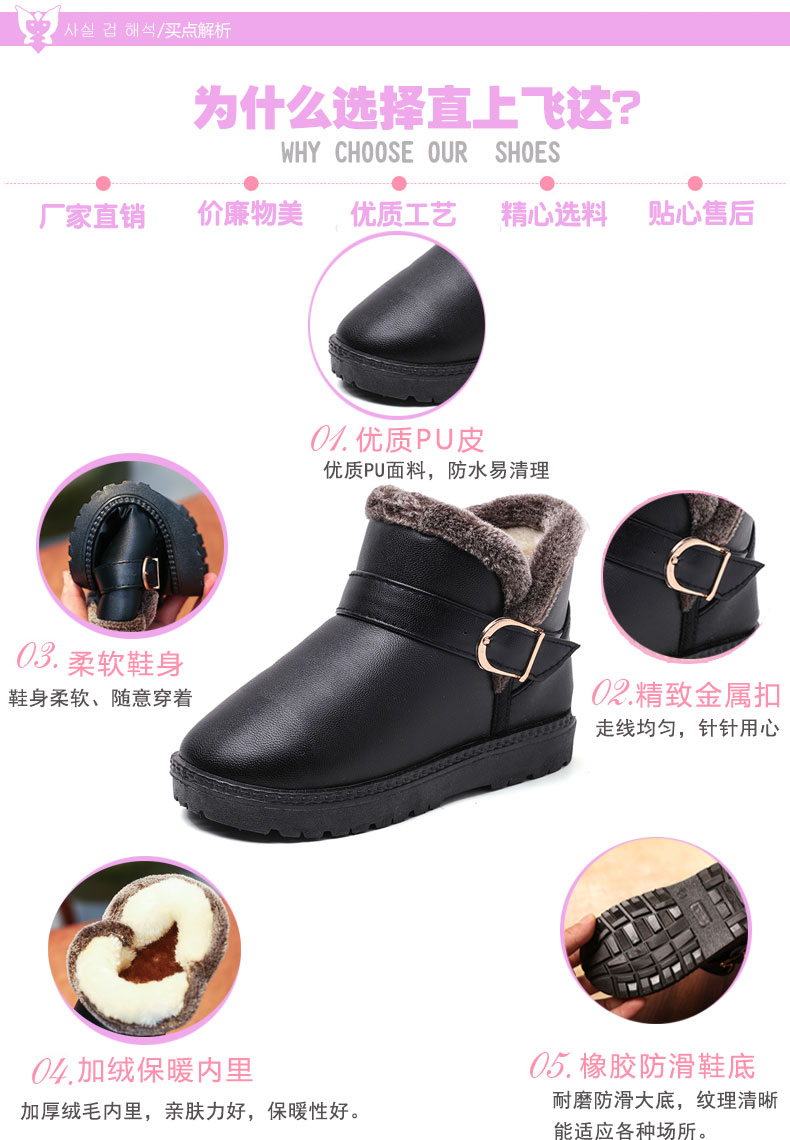 사실 겁 해석/买点解析
为什么选择直上飞达?
WHY CHOOSE OUR SHOES
厂家直销 价廉物美 优质工艺 精心选料 贴心售后
01.优质PU皮
优质PU面料，防水易清理
03.柔软鞋身
鞋身柔软、随意穿着
02.精致金属扣
走线均匀，针针用心
04.加绒保暖内里
加厚绒毛内里，亲肤力好，保暖性好。
05.橡胶防滑鞋底
耐磨防滑大底，纹理清晰
能适应各种场所。